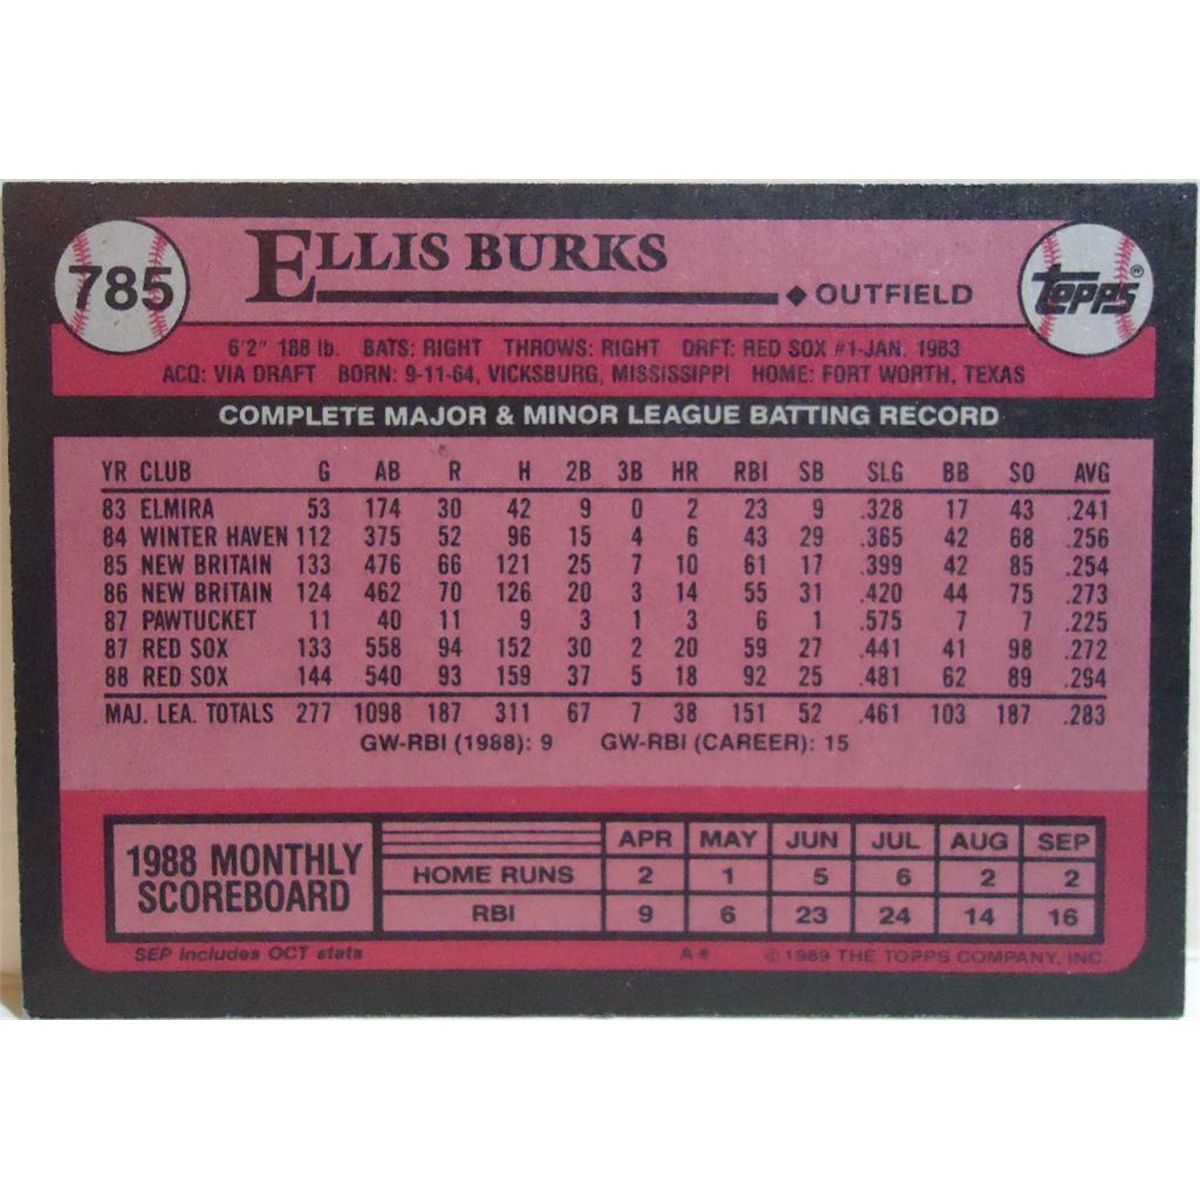 785
ELLIS BURKS
◆ OUTFIELD
Topps®
6'2" 188 lb. BATS: RIGHT THROWS: RIGHT DRFT: RED SOX #1-JAN. 1983
ACQ: VIA DRAFT BORN: 9-11-64, VICKSBURG, MISSISSIPPI HOME: FORT WORTH, TEXAS
COMPLETE MAJOR & MINOR LEAGUE BATTING RECORD
YR CLUB G AB R H 2B 3B HR RBI SB SLG BB SO AVG
83 ELMIRA 53 174 30 42 9 0 2 23 9 .328 17 43 .241
84 WINTER HAVEN 112 375 52 96 15 4 6 43 29 .365 42 68 .256
85 NEW BRITAIN 133 476 66 121 25 7 10 61 17 .399 42 85 .254
86 NEW BRITAIN 124 462 70 126 20 3 14 55 31 .420 44 75 .273
87 PAWTUCKET 11 40 11 9 3 1 3 6 1 .575 7 7 .225
87 RED SOX 133 558 94 152 30 2 20 59 27 .441 41 98 .272
88 RED SOX 144 540 93 159 37 5 18 92 25 .481 62 89 .294
MAJ. LEA. TOTALS 277 1098 187 311 67 7 38 151 52 .461 103 187 .283
GW-RBI (1988): 9 GW-RBI (CAREER): 15
1988 MONTHLY SCOREBOARD
APR MAY JUN JUL AUG SEP
HOME RUNS 2 1 5 6 2 2
RBI 9 6 23 24 14 16
SEP includes OCT stats A* © 1989 THE TOPPS COMPANY, INC.